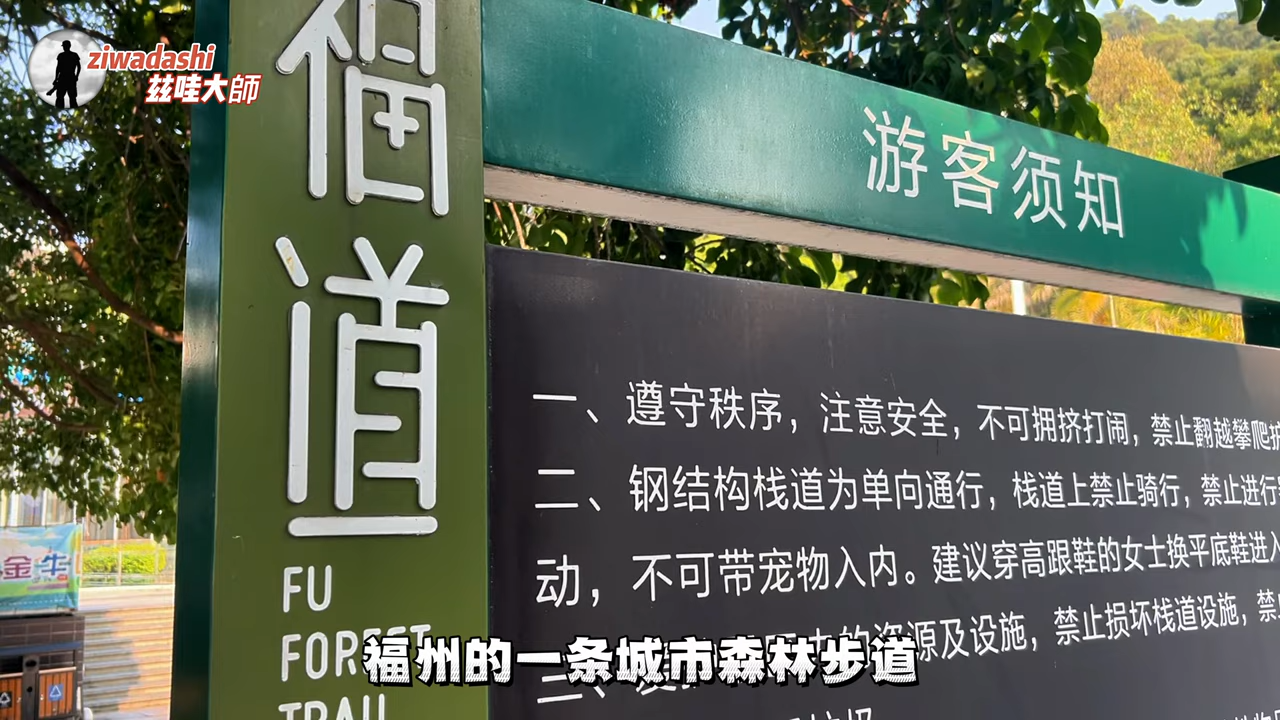 ziwadashi
兹哇大師
福道
FU
FOREST
TRAIL
游客须知
一、遵守秩序，注意安全，不可拥挤打闹，禁止翻越攀爬护
二、钢结构栈道为单向通行，栈道上禁止骑行，禁止进行
动，不可带宠物入内。建议穿高跟鞋的女士换平底鞋进入
三、
资源及设施，禁止损坏栈道设施，禁
金牛
福州的一条城市森林步道